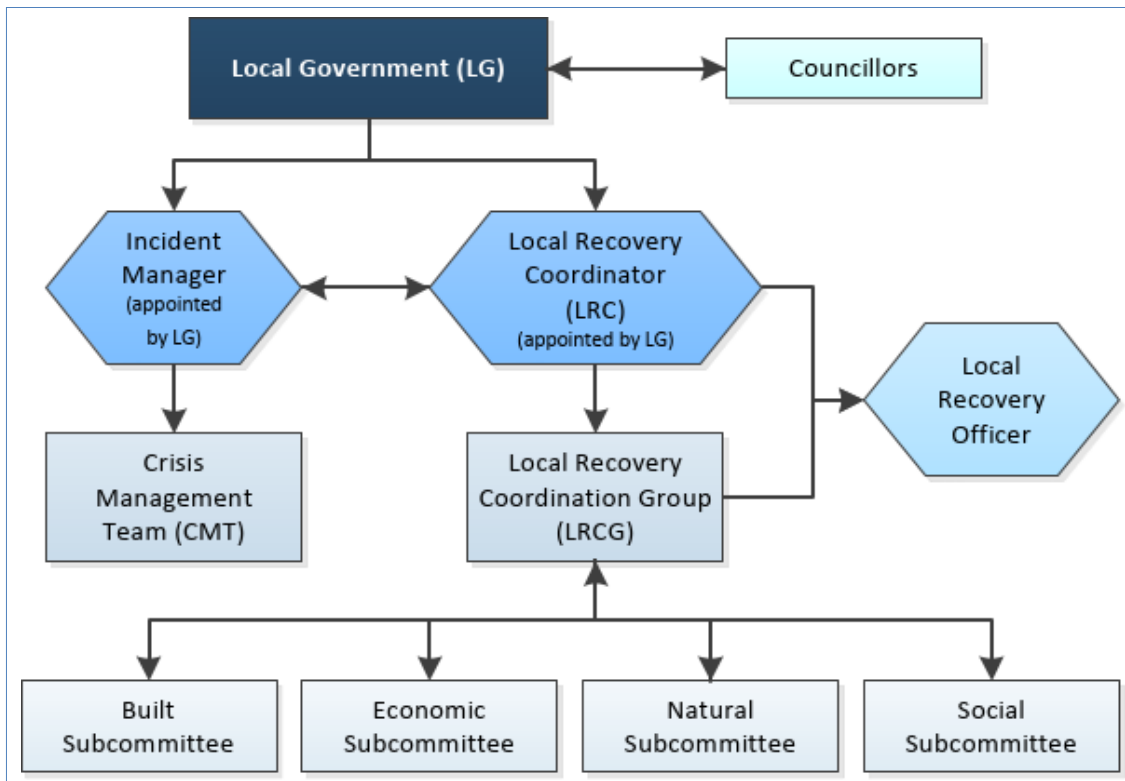 Local Government (LG)
Councillors
Incident
Manager
(appointed
by LG)
Local Recovery
Coordinator
(LRC)
(appointed by LG)
Local
Recovery
Officer
Crisis
Management
Team (CMT)
Local Recovery
Coordination Group
(LRCG)
Built
Subcommittee
Economic
Subcommittee
Natural
Subcommittee
Social
Subcommittee